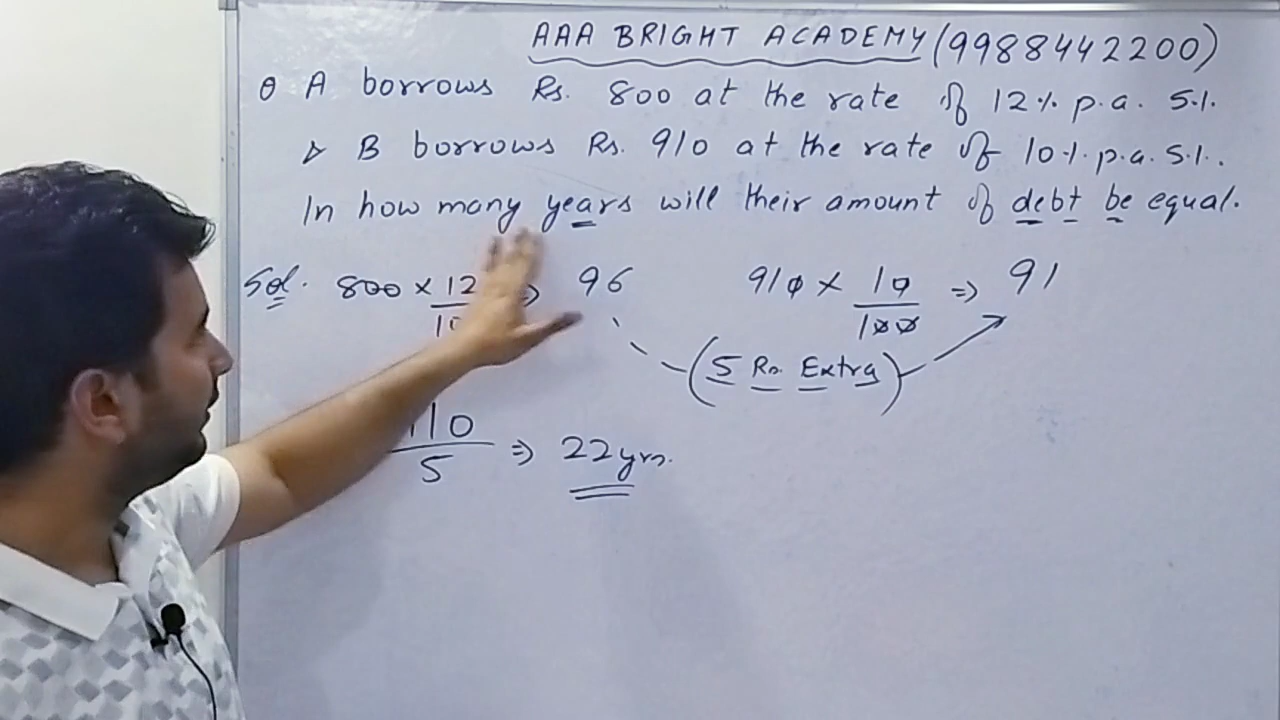 AAA BRIGHT ACADEMY (9988442200)
Q A borrows Rs. 800 at the rate of 12% p.a. S.I.
& B borrows Rs. 910 at the rate of 10% p.a. S.I.
In how many years will their amount of debt be equal.
Sol. 800 × 12 ⇒ 96 910 × 10/100 ⇒ 91
(5 Rs. Extra)
110/5 ⇒ 22 yrs.